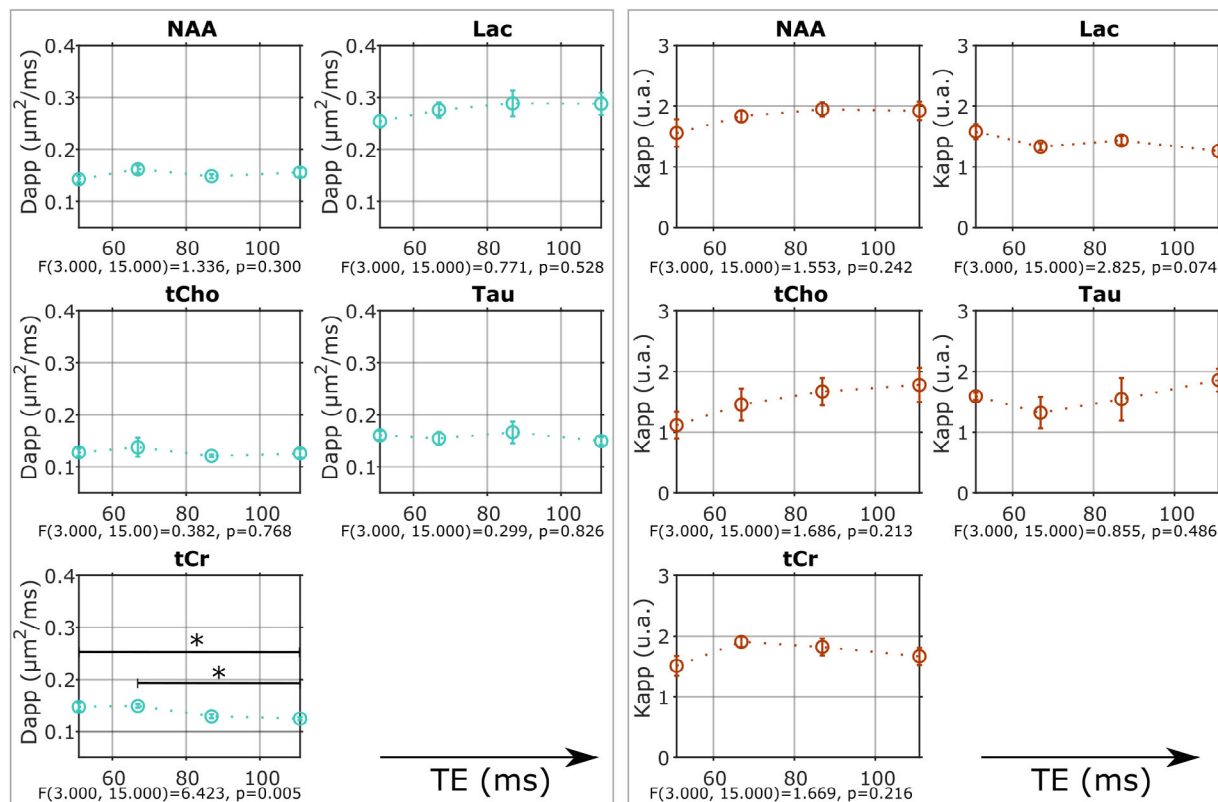 NAA
Lac
Dapp (µm²/ms)
0.4
0.3
0.2
0.1
60 80 100
F(3.000, 15.000)=1.336, p=0.300
Dapp (µm²/ms)
0.4
0.3
0.2
0.1
60 80 100
F(3.000, 15.000)=0.771, p=0.528
tCho
Tau
Dapp (µm²/ms)
0.4
0.3
0.2
0.1
60 80 100
F(3.000, 15.00)=0.382, p=0.768
Dapp (µm²/ms)
0.4
0.3
0.2
0.1
60 80 100
F(3.000, 15.000)=0.299, p=0.826
tCr
Dapp (µm²/ms)
0.4
0.3
0.2
0.1
*
*
60 80 100
F(3.000, 15.000)=6.423, p=0.005
TE (ms)
NAA
Lac
Kapp (u.a.)
3
2
1
0
60 80 100
F(3.000, 15.000)=1.553, p=0.242
Kapp (u.a.)
3
2
1
0
60 80 100
F(3.000, 15.000)=2.825, p=0.074
tCho
Tau
Kapp (u.a.)
3
2
1
0
60 80 100
F(3.000, 15.000)=1.686, p=0.213
Kapp (u.a.)
3
2
1
0
60 80 100
F(3.000, 15.000)=0.855, p=0.486
tCr
Kapp (u.a.)
3
2
1
0
60 80 100
F(3.000, 15.000)=1.669, p=0.216
TE (ms)